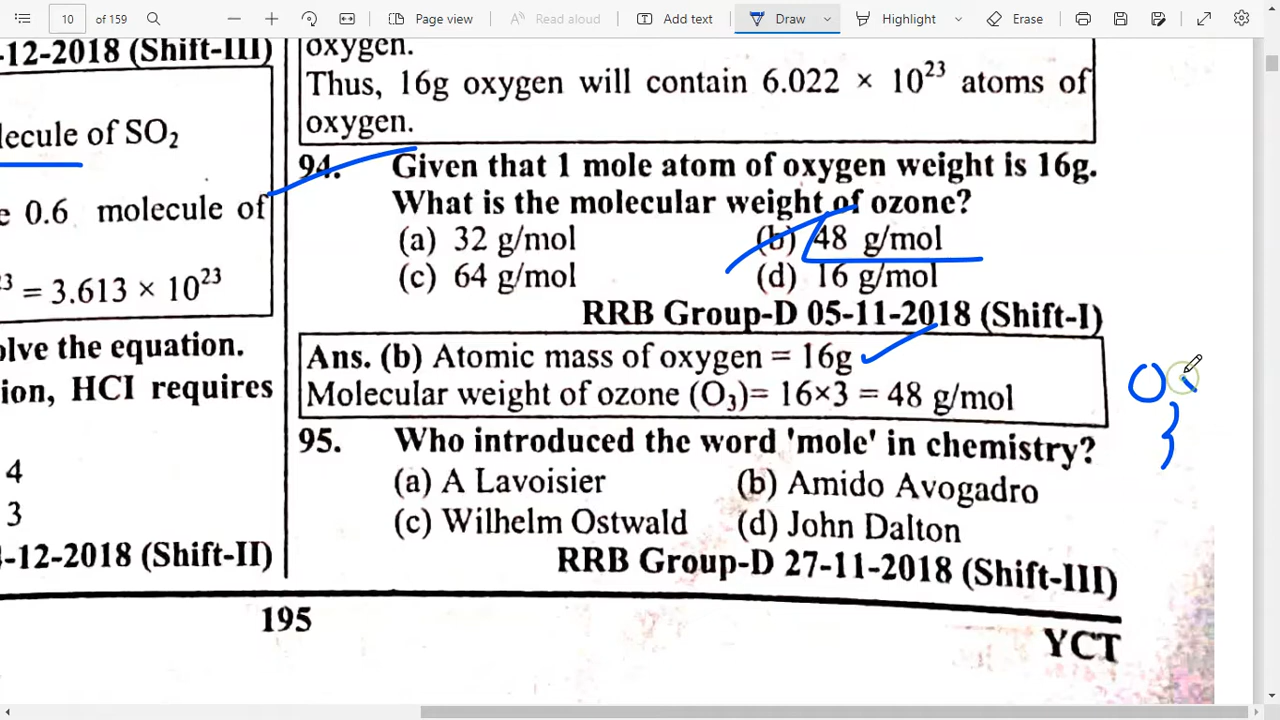 10 of 159 Page view Read aloud Add text Draw Highlight Erase
-12-2018 (Shift-III)
lecule of SO₂
e 0.6 molecule of
²³ = 3.613 × 10²³
olve the equation.
ion, HCI requires
4
3
-12-2018 (Shift-II)
oxygen.
Thus, 16g oxygen will contain 6.022 × 10²³ atoms of
oxygen.
94. Given that 1 mole atom of oxygen weight is 16g.
What is the molecular weight of ozone?
(a) 32 g/mol (b) 48 g/mol
(c) 64 g/mol (d) 16 g/mol
RRB Group-D 05-11-2018 (Shift-I)
Ans. (b) Atomic mass of oxygen = 16g
Molecular weight of ozone (O₃)= 16×3 = 48 g/mol
95. Who introduced the word 'mole' in chemistry?
(a) A Lavoisier (b) Amido Avogadro
(c) Wilhelm Ostwald (d) John Dalton
RRB Group-D 27-11-2018 (Shift-III)
195
YCT